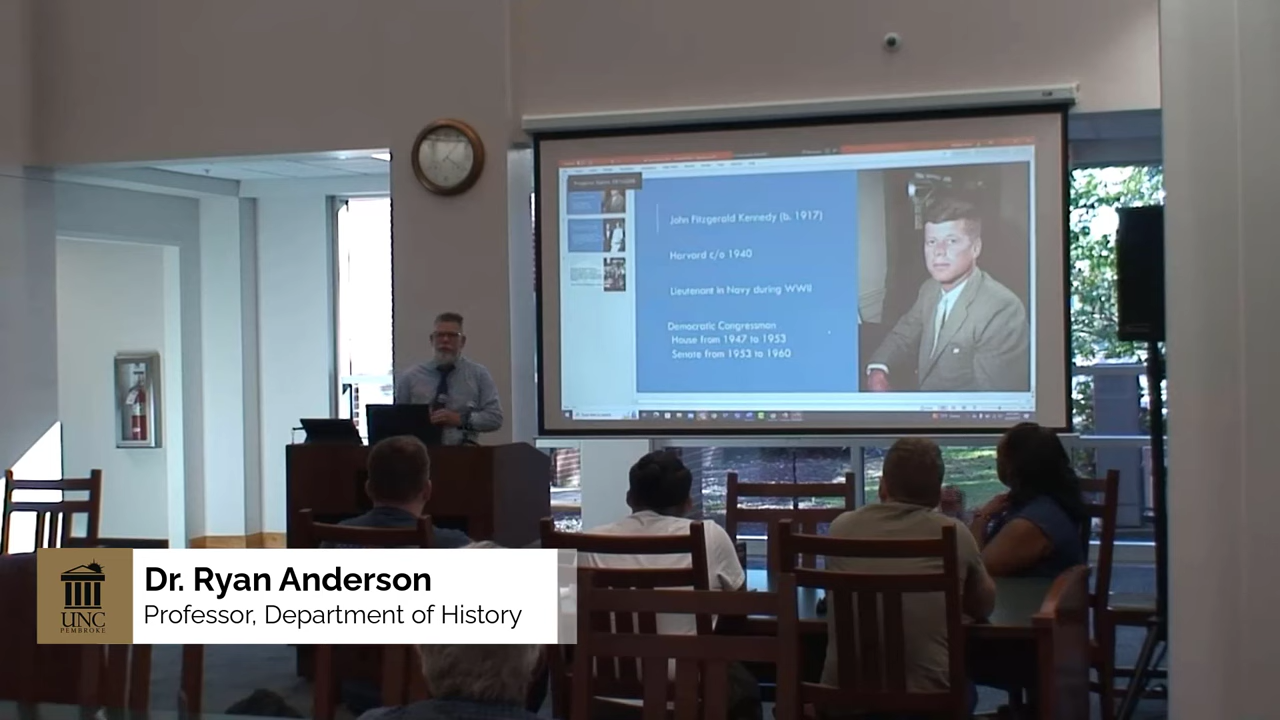 John Fitzgerald Kennedy (b. 1917)
Harvard c/o 1940
Lieutenant in Navy during WWII
Democratic Congressman
House from 1947 to 1953
Senate from 1953 to 1960
Dr. Ryan Anderson
Professor, Department of History
UNC
PEMBROKE